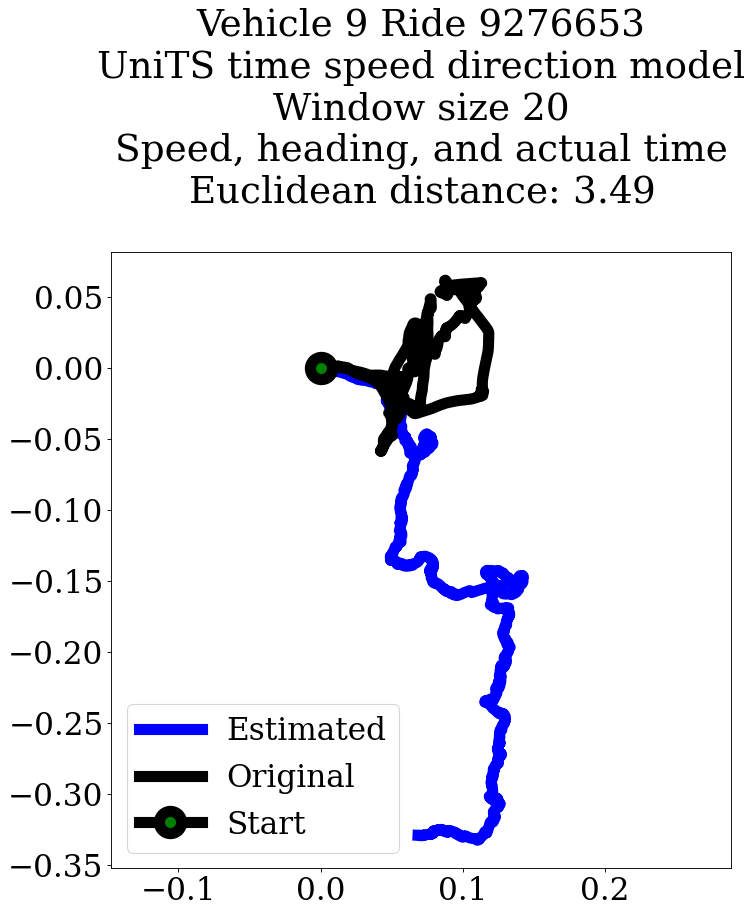 Vehicle 9 Ride 9276653
UniTS time speed direction model
Window size 20
Speed, heading, and actual time
Euclidean distance: 3.49
0.05
0.00
−0.05
−0.10
−0.15
−0.20
−0.25
−0.30
−0.35
Estimated
Original
Start
−0.1 0.0 0.1 0.2